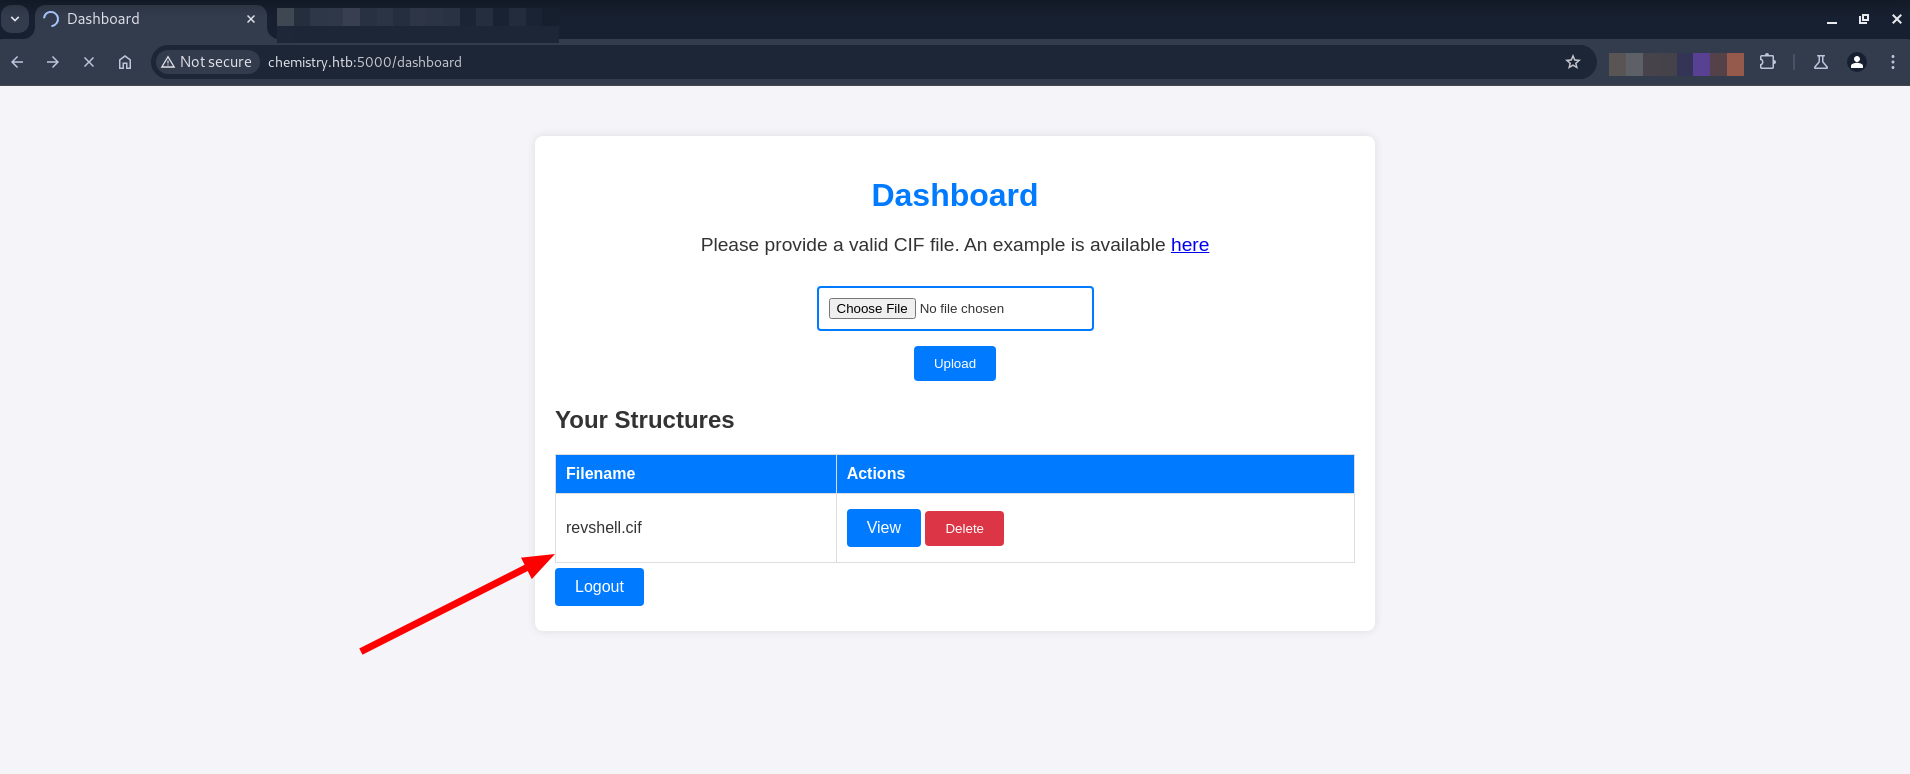 Dashboard
Not secure chemistry.htb:5000/dashboard
Dashboard
Please provide a valid CIF file. An example is available here
Choose File No file chosen
Upload
Your Structures
Filename Actions
revshell.cif View Delete
Logout